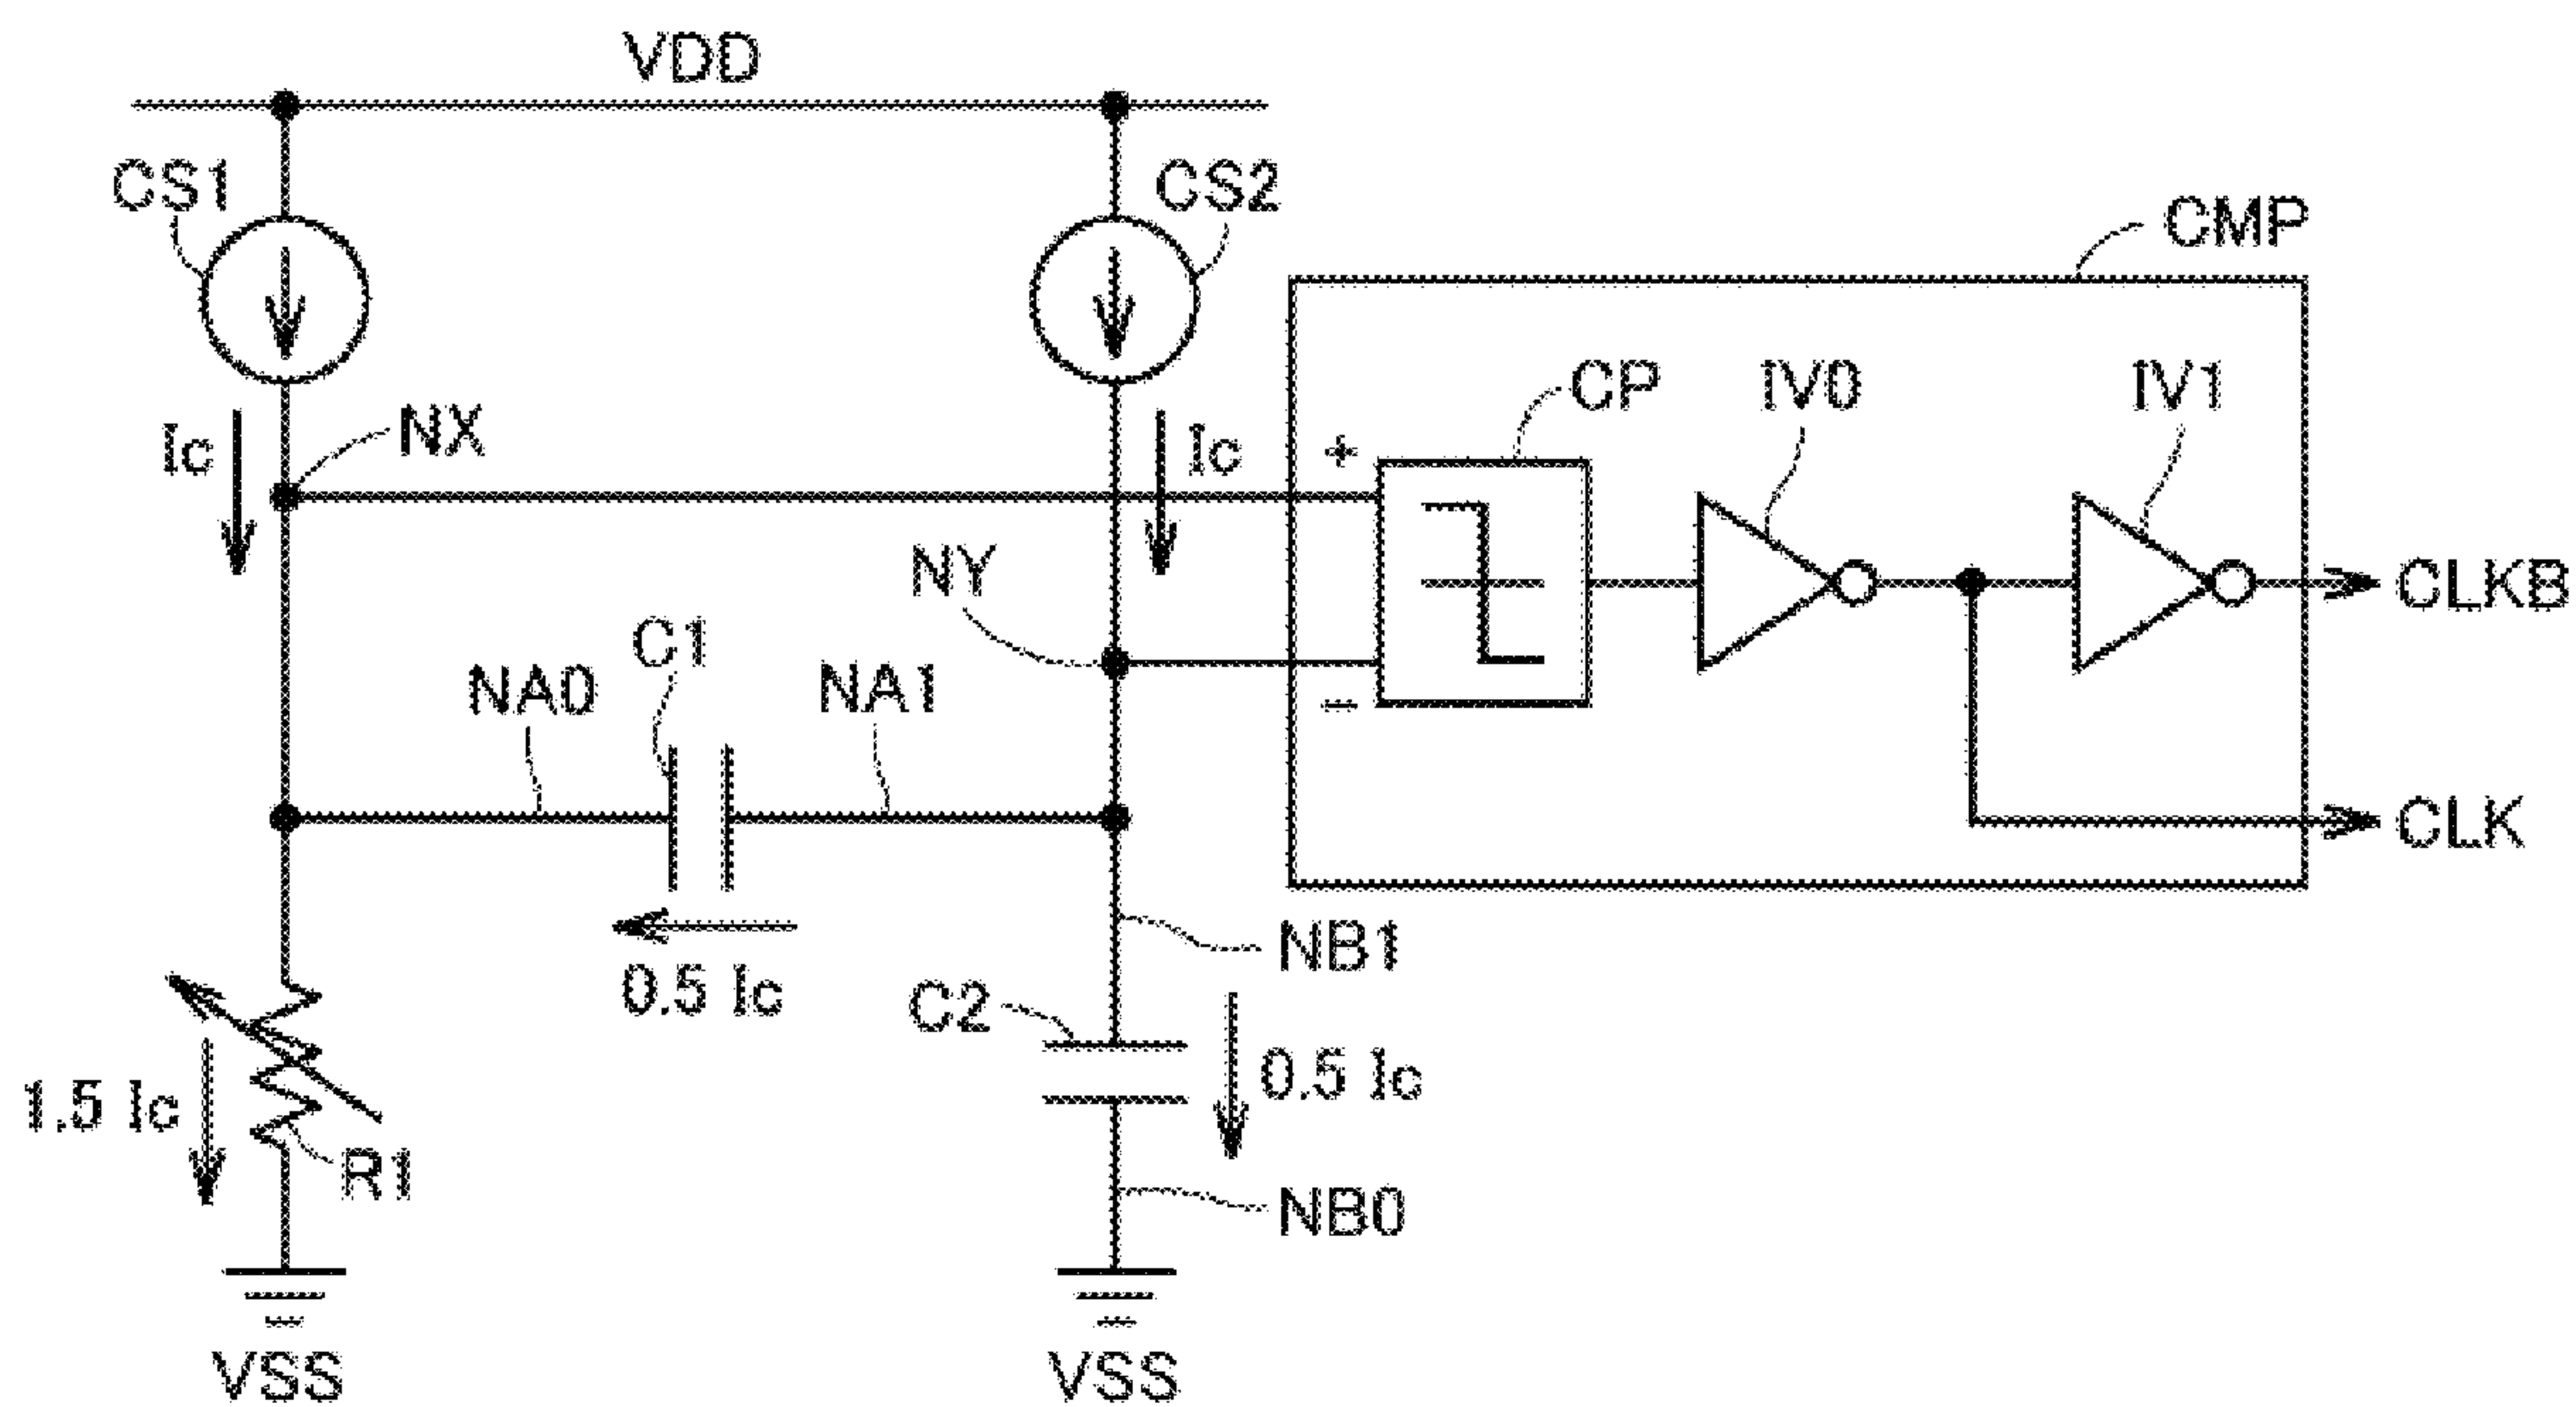 VDD
CS1
CS2
CMP
Ic
NX
Ic
+
CP
IV0
IV1
NY
CLKB
C1
NA0
NA1
−
CLK
0.5 Ic
NB1
C2
0.5 Ic
1.5 Ic
R1
NB0
VSS
VSS